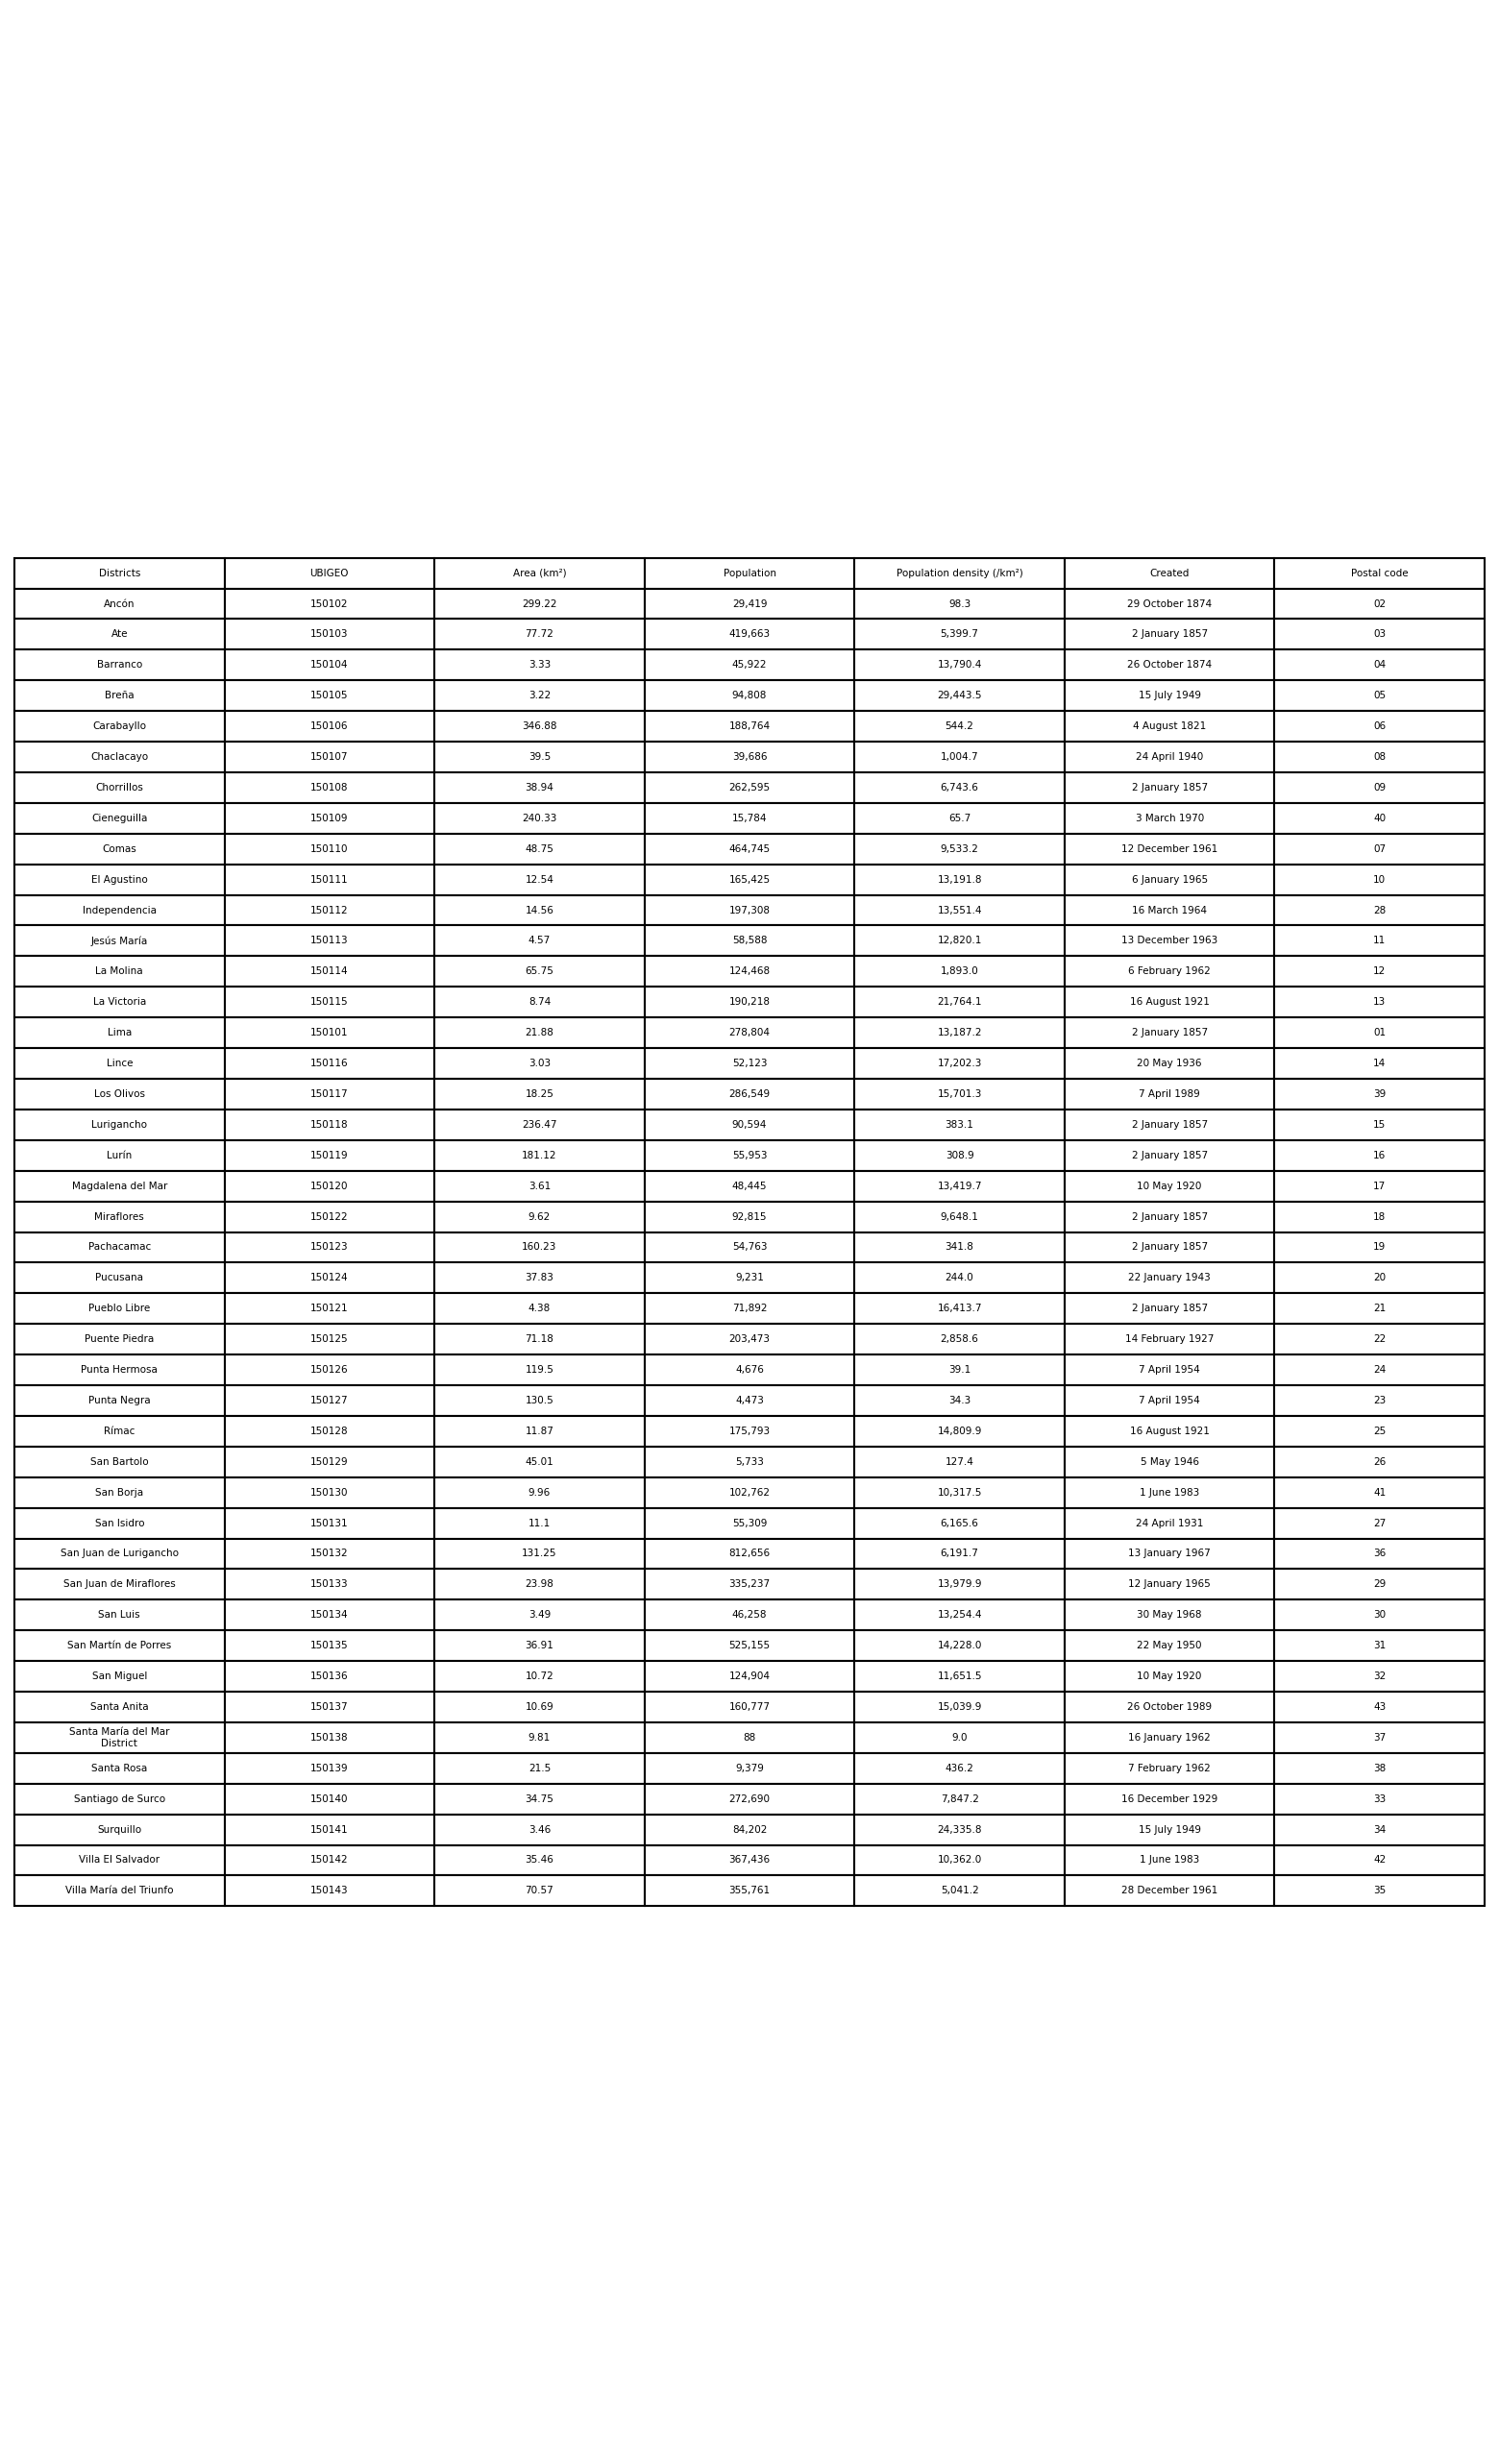 Districts UBIGEO Area (km²) Population Population density (/km²) Created Postal code
Ancón 150102 299.22 29,419 98.3 29 October 1874 02
Ate 150103 77.72 419,663 5,399.7 2 January 1857 03
Barranco 150104 3.33 45,922 13,790.4 26 October 1874 04
Breña 150105 3.22 94,808 29,443.5 15 July 1949 05
Carabayllo 150106 346.88 188,764 544.2 4 August 1821 06
Chaclacayo 150107 39.5 39,686 1,004.7 24 April 1940 08
Chorrillos 150108 38.94 262,595 6,743.6 2 January 1857 09
Cieneguilla 150109 240.33 15,784 65.7 3 March 1970 40
Comas 150110 48.75 464,745 9,533.2 12 December 1961 07
El Agustino 150111 12.54 165,425 13,191.8 6 January 1965 10
Independencia 150112 14.56 197,308 13,551.4 16 March 1964 28
Jesús María 150113 4.57 58,588 12,820.1 13 December 1963 11
La Molina 150114 65.75 124,468 1,893.0 6 February 1962 12
La Victoria 150115 8.74 190,218 21,764.1 16 August 1921 13
Lima 150101 21.88 278,804 13,187.2 2 January 1857 01
Lince 150116 3.03 52,123 17,202.3 20 May 1936 14
Los Olivos 150117 18.25 286,549 15,701.3 7 April 1989 39
Lurigancho 150118 236.47 90,594 383.1 2 January 1857 15
Lurín 150119 181.12 55,953 308.9 2 January 1857 16
Magdalena del Mar 150120 3.61 48,445 13,419.7 10 May 1920 17
Miraflores 150122 9.62 92,815 9,648.1 2 January 1857 18
Pachacamac 150123 160.23 54,763 341.8 2 January 1857 19
Pucusana 150124 37.83 9,231 244.0 22 January 1943 20
Pueblo Libre 150121 4.38 71,892 16,413.7 2 January 1857 21
Puente Piedra 150125 71.18 203,473 2,858.6 14 February 1927 22
Punta Hermosa 150126 119.5 4,676 39.1 7 April 1954 24
Punta Negra 150127 130.5 4,473 34.3 7 April 1954 23
Rímac 150128 11.87 175,793 14,809.9 16 August 1921 25
San Bartolo 150129 45.01 5,733 127.4 5 May 1946 26
San Borja 150130 9.96 102,762 10,317.5 1 June 1983 41
San Isidro 150131 11.1 55,309 6,165.6 24 April 1931 27
San Juan de Lurigancho 150132 131.25 812,656 6,191.7 13 January 1967 36
San Juan de Miraflores 150133 23.98 335,237 13,979.9 12 January 1965 29
San Luis 150134 3.49 46,258 13,254.4 30 May 1968 30
San Martín de Porres 150135 36.91 525,155 14,228.0 22 May 1950 31
San Miguel 150136 10.72 124,904 11,651.5 10 May 1920 32
Santa Anita 150137 10.69 160,777 15,039.9 26 October 1989 43
Santa María del Mar
District 150138 9.81 88 9.0 16 January 1962 37
Santa Rosa 150139 21.5 9,379 436.2 7 February 1962 38
Santiago de Surco 150140 34.75 272,690 7,847.2 16 December 1929 33
Surquillo 150141 3.46 84,202 24,335.8 15 July 1949 34
Villa El Salvador 150142 35.46 367,436 10,362.0 1 June 1983 42
Villa María del Triunfo 150143 70.57 355,761 5,041.2 28 December 1961 35